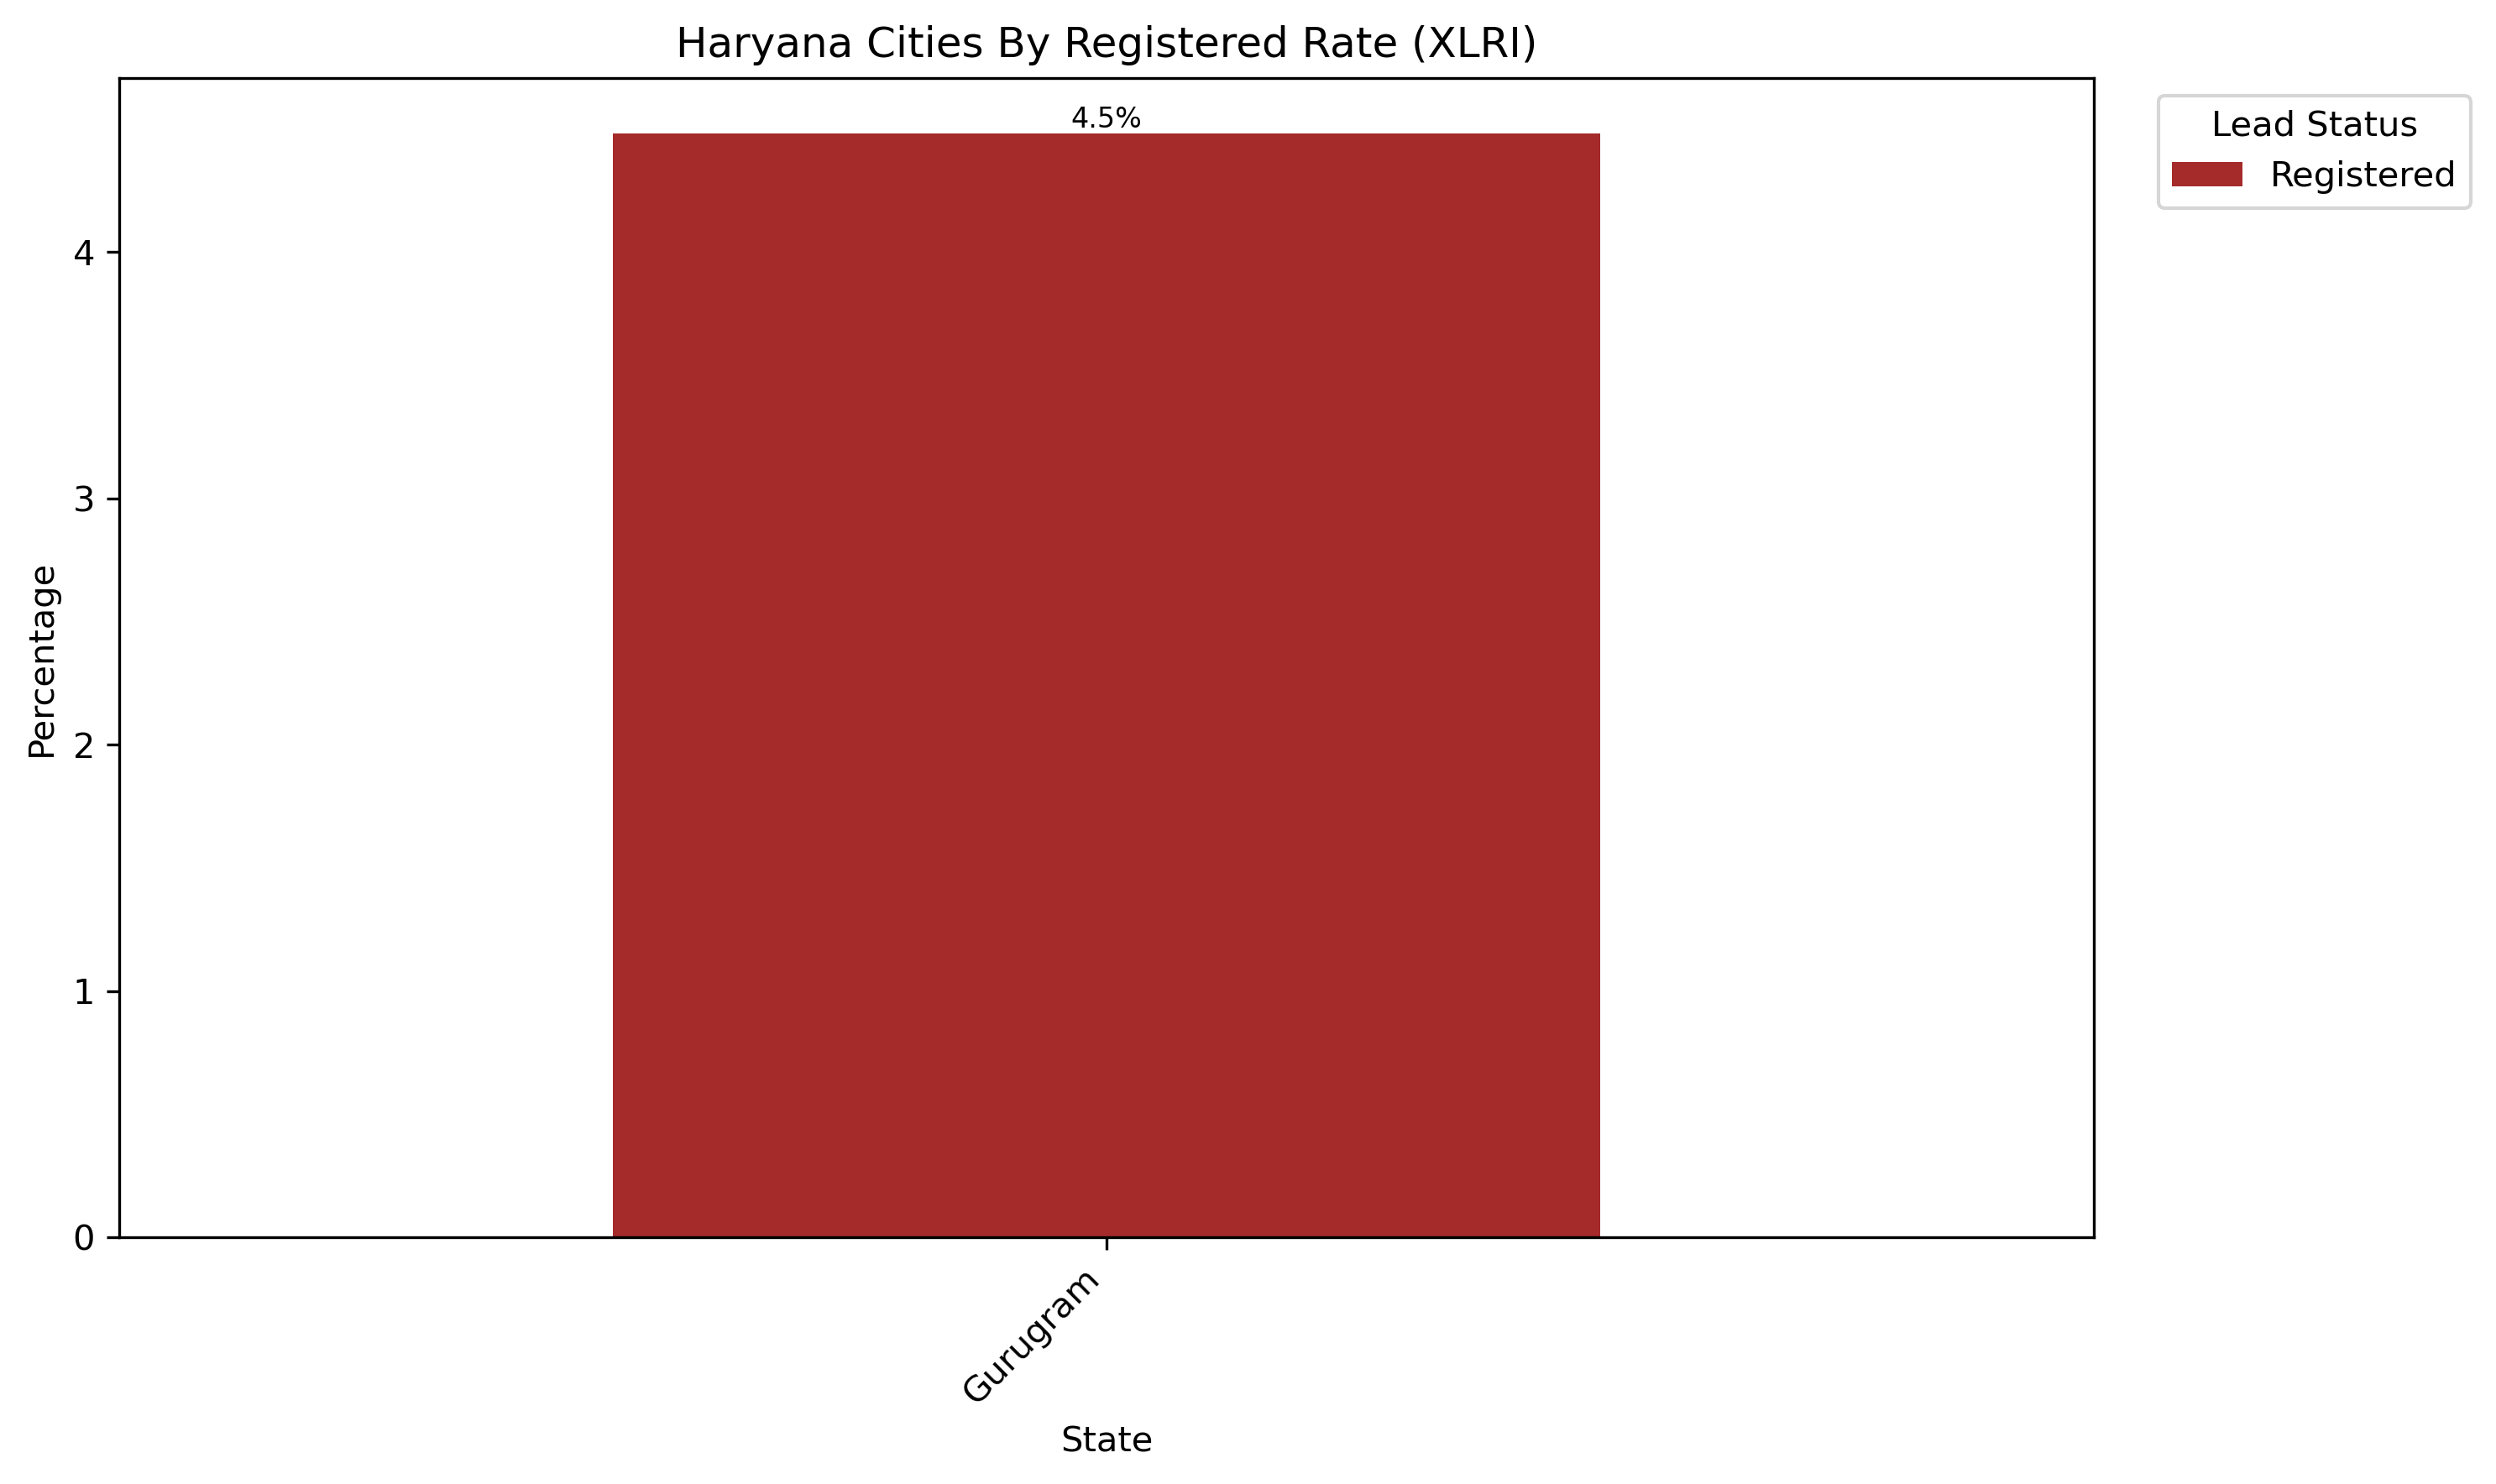 Haryana Cities By Registered Rate (XLRI)
4.5%
Lead Status
Registered
4
3
2
1
0
Percentage
Gurugram
State